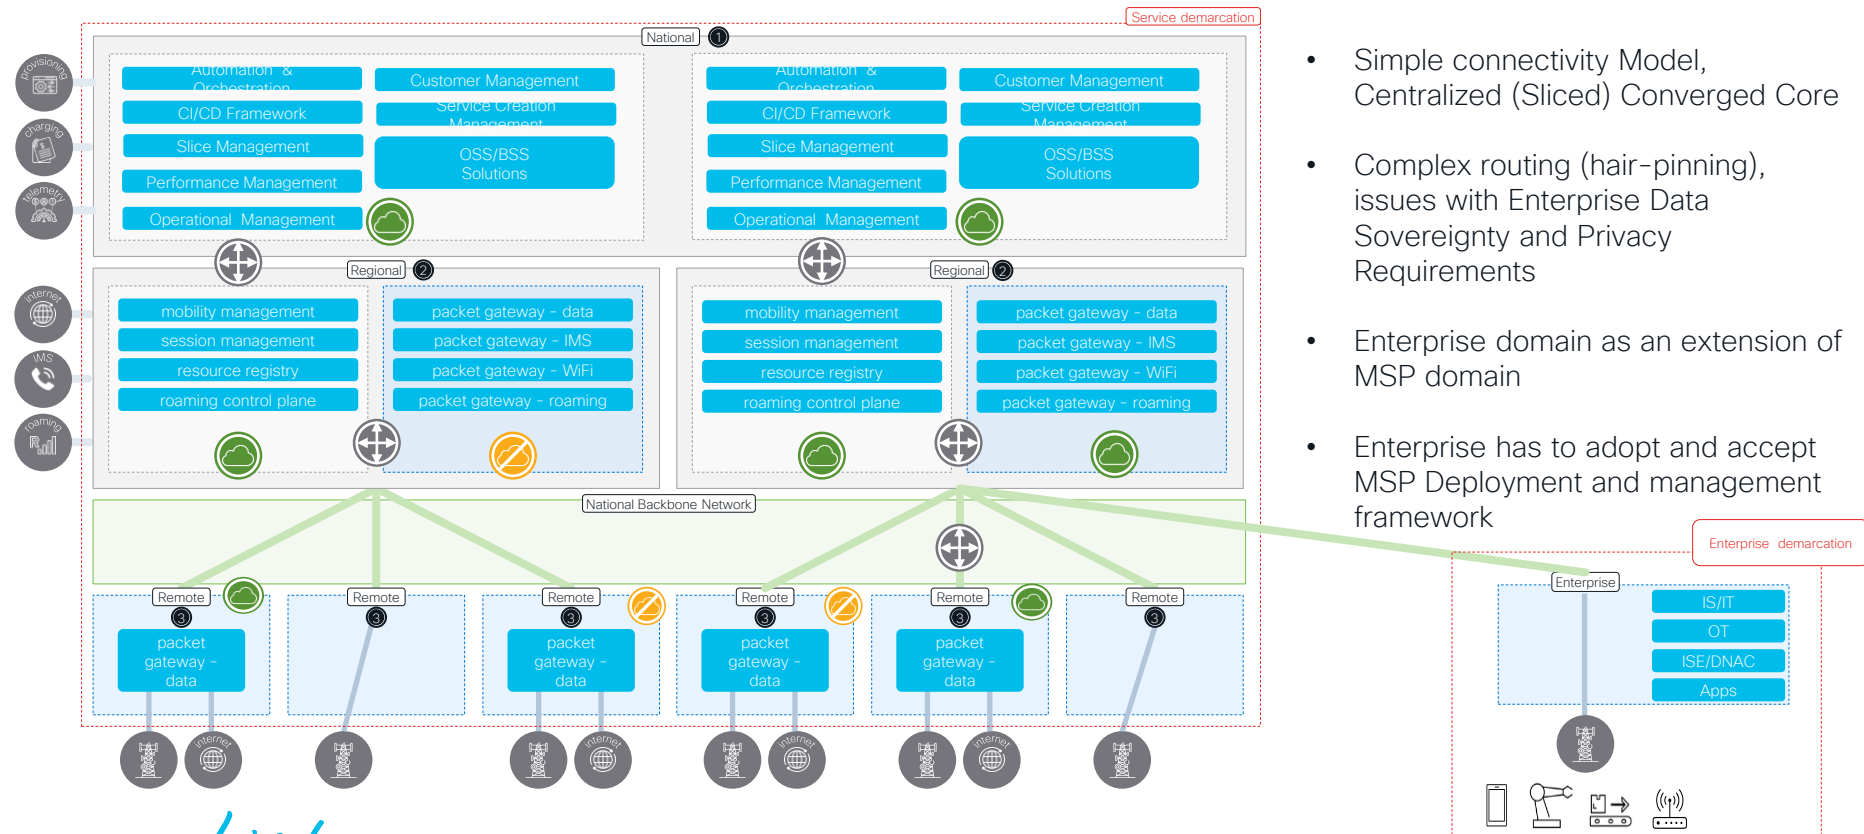 Service demarcation
National 1
provisioning
charging
telemetry
Automation & Orchestration
CI/CD Framework
Slice Management
Performance Management
Operational Management
Customer Management
Service Creation Management
OSS/BSS
Solutions
Automation & Orchestration
CI/CD Framework
Slice Management
Performance Management
Operational Management
Customer Management
Service Creation Management
OSS/BSS
Solutions
internet
IMS
roaming
R
Regional 2
mobility management
session management
resource registry
roaming control plane
packet gateway - data
packet gateway - IMS
packet gateway - WiFi
packet gateway - roaming
Regional 2
mobility management
session management
resource registry
roaming control plane
packet gateway - data
packet gateway - IMS
packet gateway - WiFi
packet gateway - roaming
National Backbone Network
Remote
3
packet
gateway -
data
internet
Remote
3
Remote
3
packet
gateway -
data
internet
Remote
3
packet
gateway -
data
internet
Remote
3
packet
gateway -
data
internet
Remote
3
• Simple connectivity Model,
Centralized (Sliced) Converged Core
• Complex routing (hair-pinning),
issues with Enterprise Data
Sovereignty and Privacy
Requirements
• Enterprise domain as an extension of
MSP domain
• Enterprise has to adopt and accept
MSP Deployment and management
framework
Enterprise demarcation
Enterprise
IS/IT
OT
ISE/DNAC
Apps